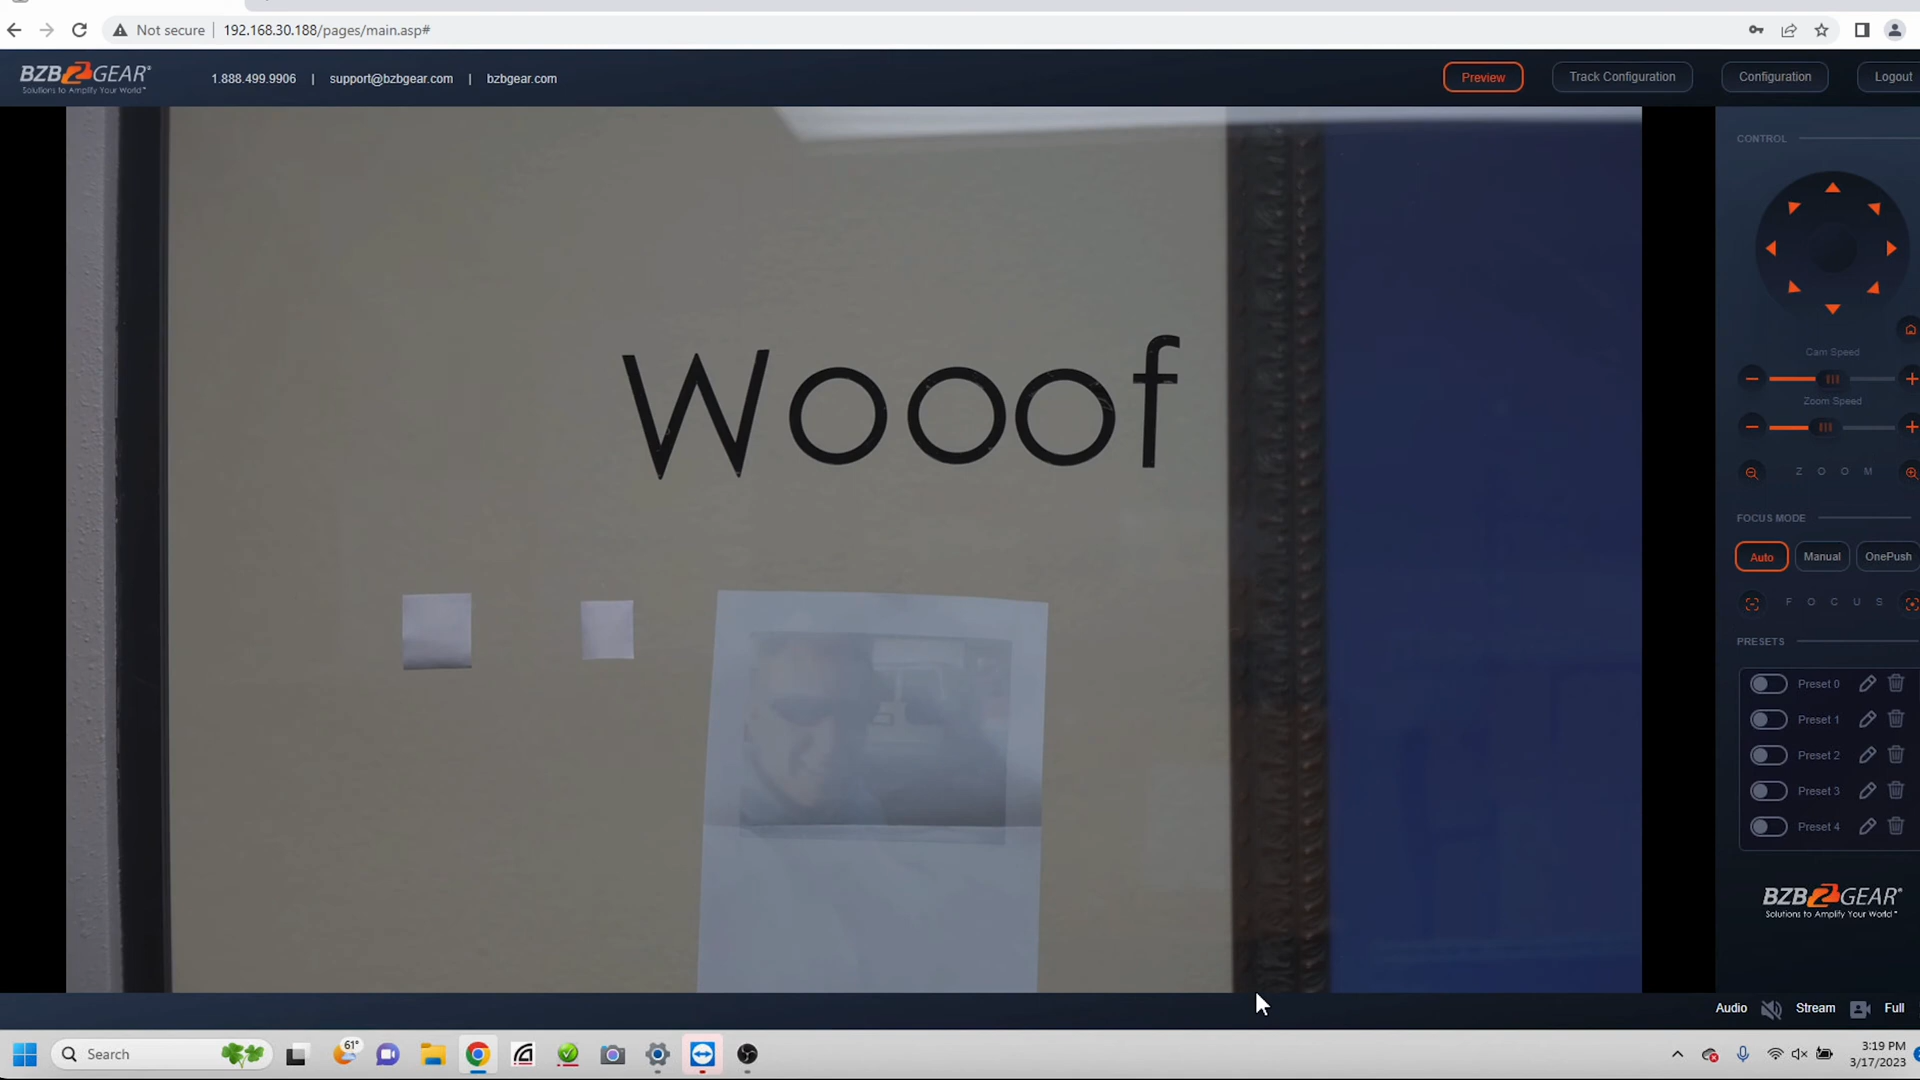 Not secure
192.168.30.188/pages/main.asp#
BZBGEAR
Solutions to Amplify Your World
1.888.499.9906 | support@bzbgear.com | bzbgear.com
Preview
Track Configuration
Configuration
Logout
Wooof
CONTROL
Cam Speed
Zoom Speed
ZOOM
FOCUS MODE
Auto
Manual
OnePush
FOCUS
PRESETS
Preset 0
Preset 1
Preset 2
Preset 3
Preset 4
BZBGEAR
Solutions to Amplify Your World
Audio
Stream
Full
Search
61°
3:19 PM
3/17/2023